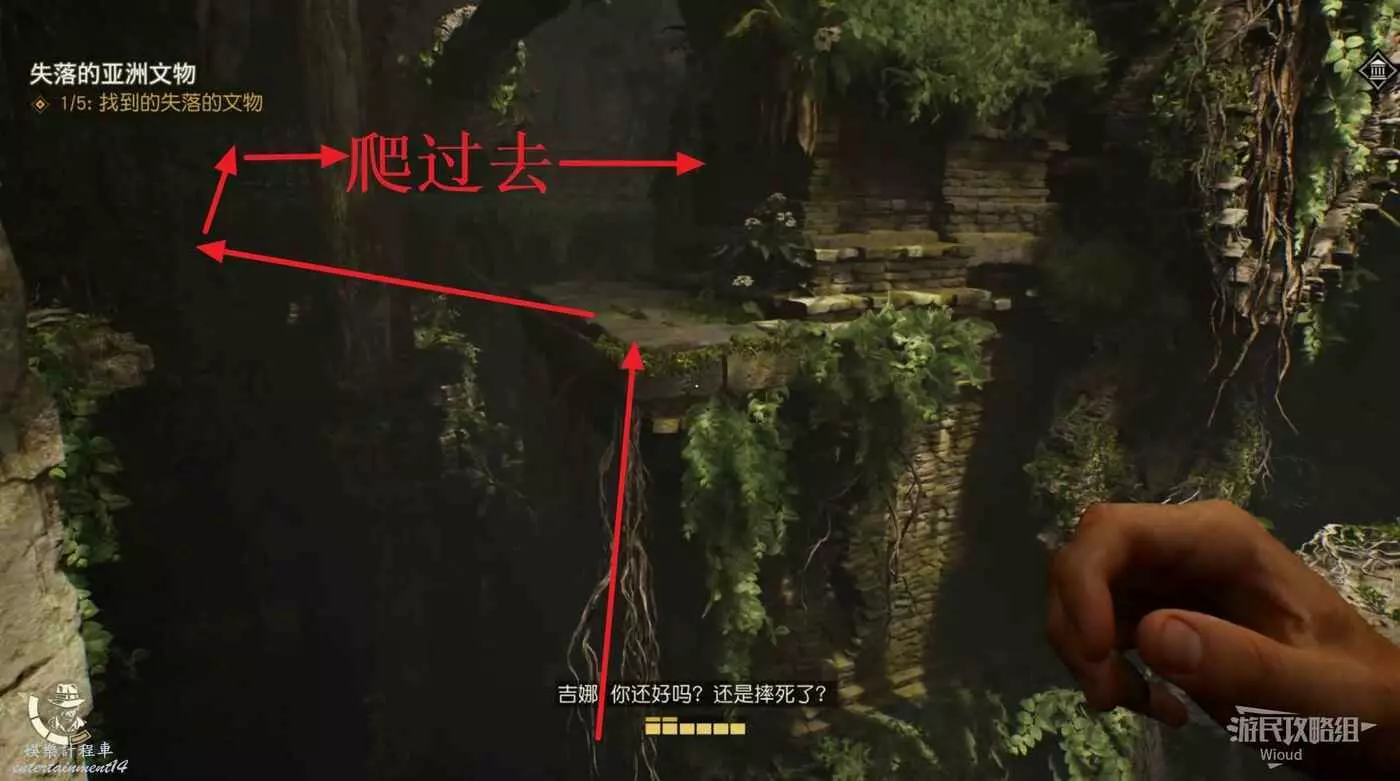 失落的亚洲文物
1/5: 找到的失落的文物
爬过去
吉娜 你还好吗？还是摔死了？
娛樂計程車
entertainment14
游民攻略组
Wioud